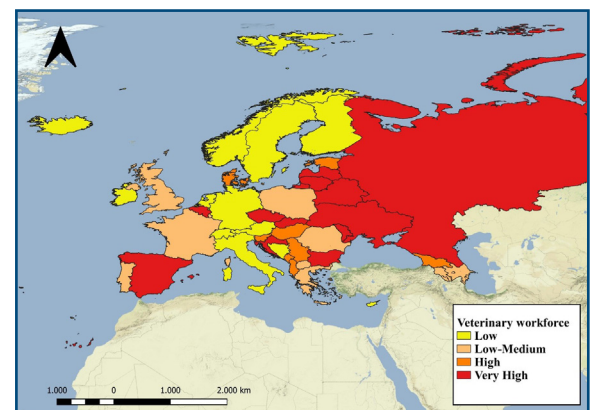 Veterinary workforce
Low
Low-Medium
High
Very High
1.000 0 1.000 2.000 km